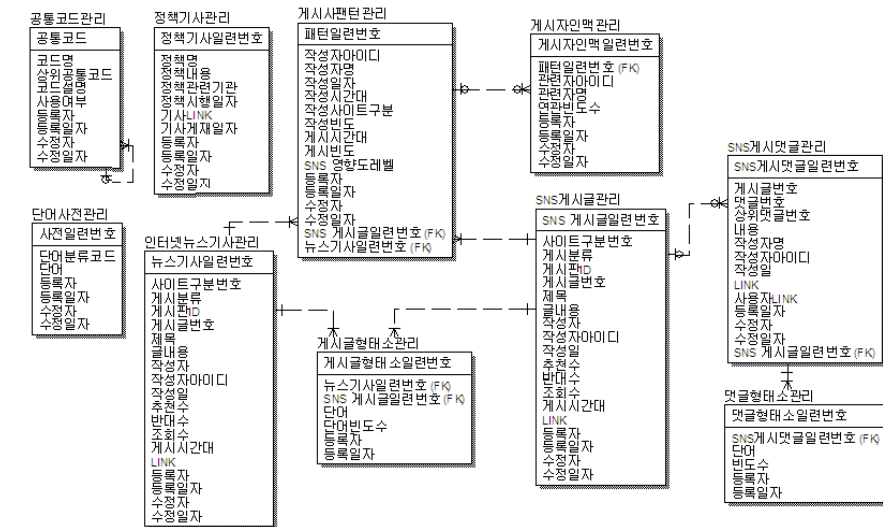 공통코드관리
공통코드
코드명
상위공통코드
코드설명
사용여부
등록자
등록일자
수정자
수정일자
정책기사관리
정책기사일련번호
정책명
정책내용
정책관련기관
정책시행일자
기사LINK
기사게재일자
등록자
등록일자
수정자
수정일자
게시사팬턴관리
패턴일련번호
작성자아이디
작성자명
작성일자
작성시간대
작성사이트구분
작성빈도
게시시간대
게시빈도
SNS 영향도레벨
등록자
등록일자
수정자
수정일자
SNS 게시글일련번호(FK)
뉴스기사일련번호 (FK)
게시자인맥관리
게시자인맥일련번호
패턴일련번호 (FK)
관련자아이디
관련자명
연관빈도수
등록자
등록일자
수정자
수정일자
SNS게시댓글관리
SNS게시댓글일련번호
게시글번호
댓글번호
상위댓글번호
내용
작성자명
작성자아이디
작성일
LINK
사용자LINK
등록일자
수정자
수정일자
SNS 게시글일련번호(FK)
단어사전관리
사전일련번호
단어분류코드
단어
등록자
등록일자
수정자
수정일자
인터넷뉴스기사관리
뉴스기사일련번호
사이트구분번호
게시분류
게시판ID
게시글번호
제목
글내용
작성자
작성자아이디
작성일
추천수
반대수
조회수
게시시간대
LINK
등록자
등록일자
수정자
수정일자
게시글형태소관리
게시글형태소일련번호
뉴스기사일련번호 (FK)
SNS 게시글일련번호(FK)
단어
단어빈도수
등록자
등록일자
SNS게시글관리
SNS 게시글일련번호
사이트구분번호
게시분류
게시판ID
게시글번호
제목
글내용
작성자
작성자아이디
작성일
추천수
반대수
조회수
게시시간대
LINK
등록자
등록일자
수정자
수정일자
댓글형태소관리
댓글형태소일련번호
SNS게시댓글일련번호 (FK)
단어
빈도수
등록자
등록일자